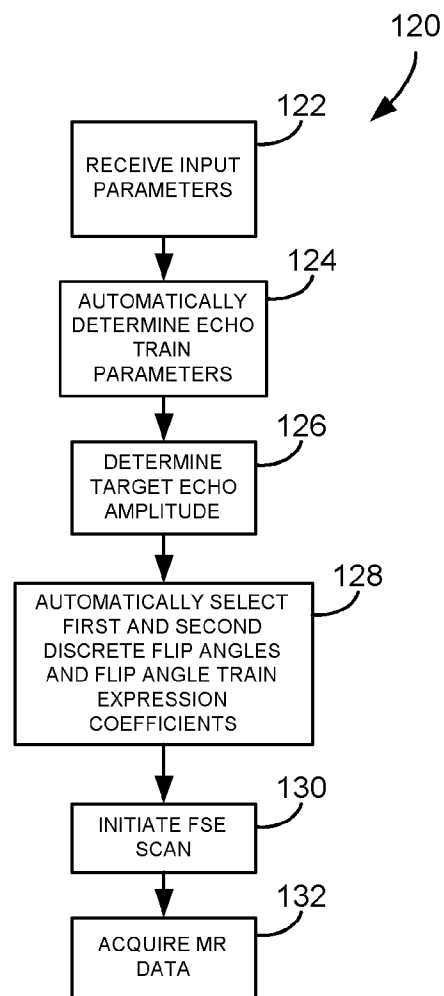 120
122
RECEIVE INPUT
PARAMETERS
124
AUTOMATICALLY
DETERMINE ECHO
TRAIN
PARAMETERS
126
DETERMINE
TARGET ECHO
AMPLITUDE
128
AUTOMATICALLY SELECT
FIRST AND SECOND
DISCRETE FLIP ANGLES
AND FLIP ANGLE TRAIN
EXPRESSION
COEFFICIENTS
130
INITIATE FSE
SCAN
132
ACQUIRE MR
DATA